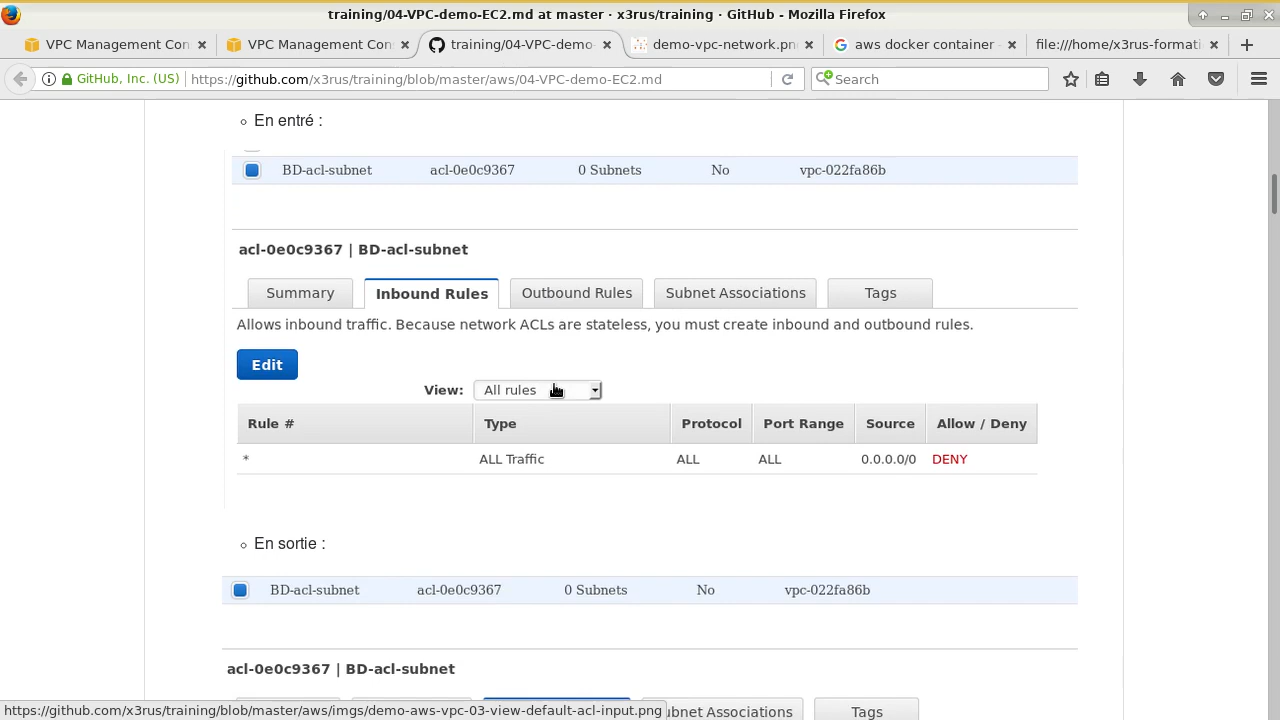 training/04-VPC-demo-EC2.md at master · x3rus/training · GitHub - Mozilla Firefox
VPC Management Con
VPC Management Con
training/04-VPC-demo-
demo-vpc-network.pn
aws docker container -
file:///home/x3rus-formati
GitHub, Inc. (US)
https://github.com/x3rus/training/blob/master/aws/04-VPC-demo-EC2.md
Search
En entré :
BD-acl-subnet acl-0e0c9367 0 Subnets No vpc-022fa86b
acl-0e0c9367 | BD-acl-subnet
Summary Inbound Rules Outbound Rules Subnet Associations Tags
Allows inbound traffic. Because network ACLs are stateless, you must create inbound and outbound rules.
Edit
View: All rules
Rule # Type Protocol Port Range Source Allow / Deny
* ALL Traffic ALL ALL 0.0.0.0/0 DENY
En sortie :
BD-acl-subnet acl-0e0c9367 0 Subnets No vpc-022fa86b
acl-0e0c9367 | BD-acl-subnet
ubnet Associations Tags
https://github.com/x3rus/training/blob/master/aws/imgs/demo-aws-vpc-03-view-default-acl-input.png